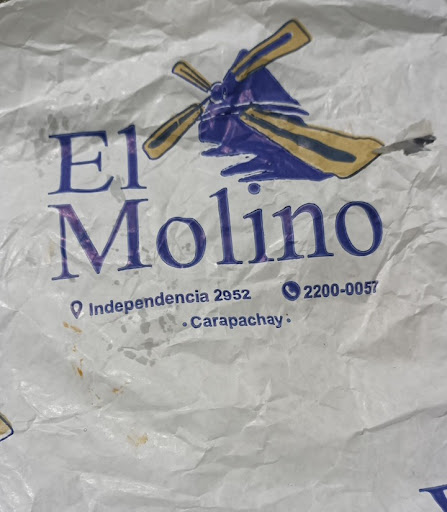 El
Molino
Independencia 2952 2200-0057
• Carapachay •